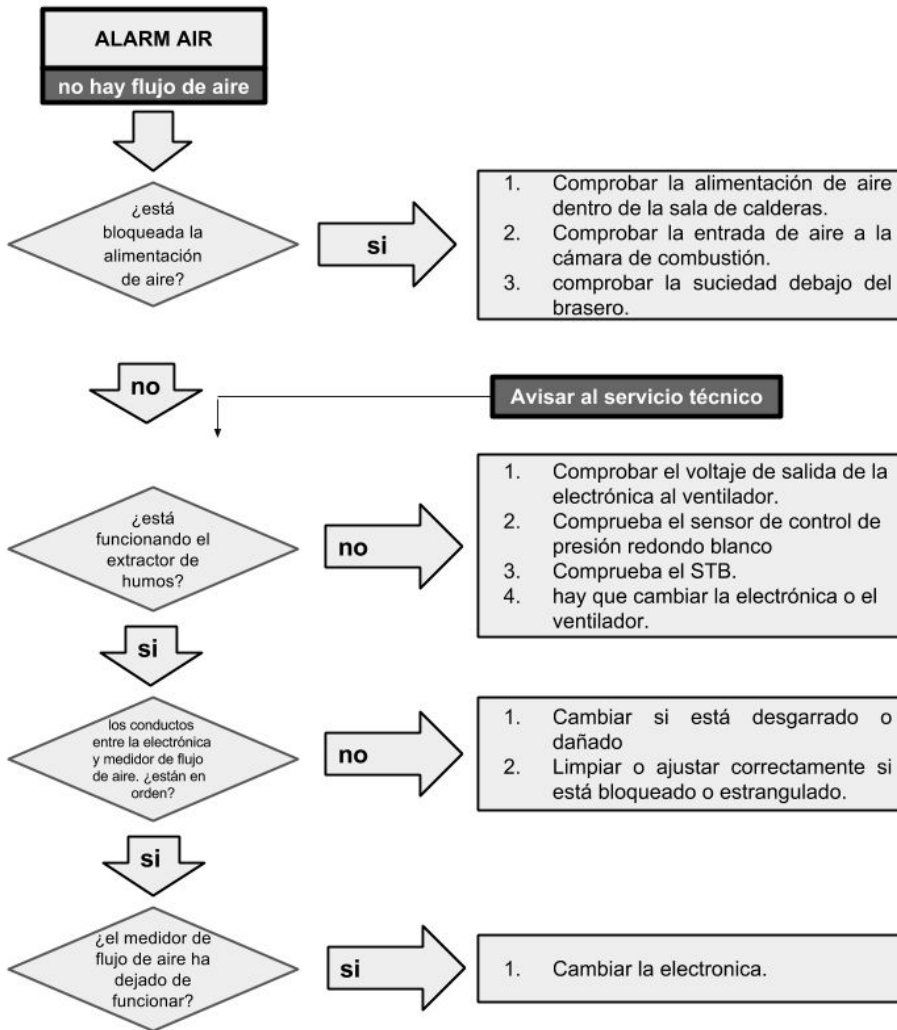 ALARM AIR
no hay flujo de aire
¿está
bloqueada la
alimentación
de aire?
si
1. Comprobar la alimentación de aire
dentro de la sala de calderas.
2. Comprobar la entrada de aire a la
cámara de combustión.
3. comprobar la suciedad debajo del
brasero.
no
Avisar al servicio técnico
¿está
funcionando el
extractor de
humos?
no
1. Comprobar el voltaje de salida de la
electrónica al ventilador.
2. Comprueba el sensor de control de
presión redondo blanco
3. Comprueba el STB.
4. hay que cambiar la electrónica o el
ventilador.
si
los conductos
entre la electrónica
y medidor de flujo
de aire. ¿están en
orden?
no
1. Cambiar si está desgarrado o
dañado
2. Limpiar o ajustar correctamente si
está bloqueado o estrangulado.
si
¿el medidor de
flujo de aire ha
dejado de
funcionar?
si
1. Cambiar la electronica.